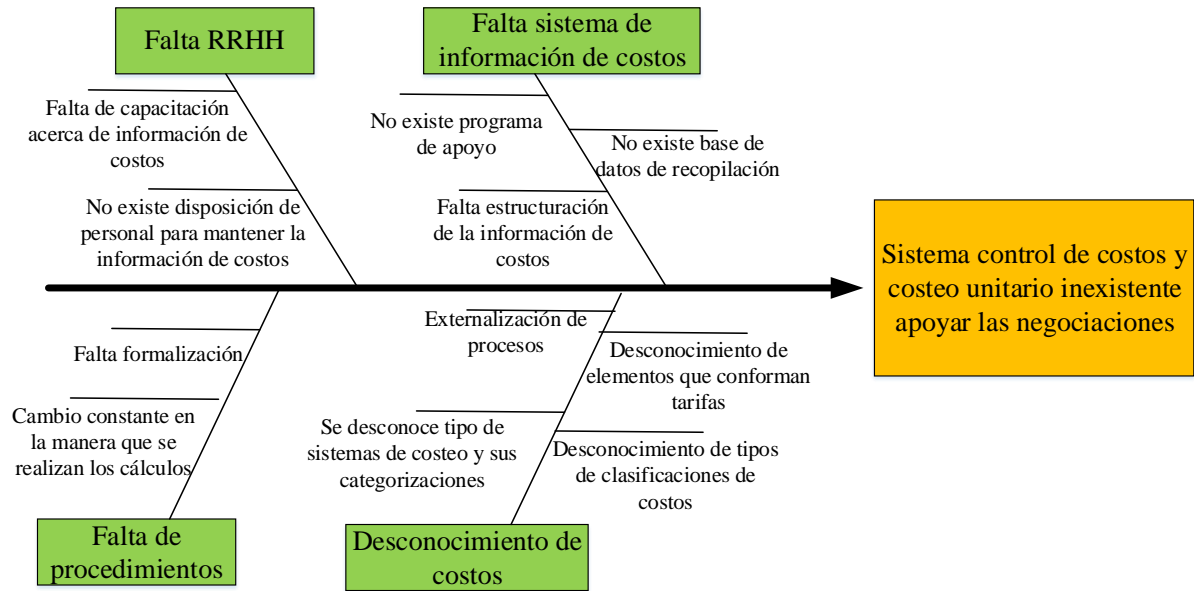 Falta RRHH
Falta sistema de
información de costos
Falta de capacitación
acerca de información de
costos
No existe disposición de
personal para mantener la
información de costos
No existe programa
de apoyo
No existe base de
datos de recopilación
Falta estructuración
de la información de
costos
Sistema control de costos y
costeo unitario inexistente
apoyar las negociaciones
Falta formalización
Cambio constante en
la manera que se
realizan los cálculos
Externalización de
procesos
Desconocimiento de
elementos que conforman
tarifas
Se desconoce tipo de
sistemas de costeo y sus
categorizaciones
Desconocimiento de tipos
de clasificaciones de
costos
Falta de
procedimientos
Desconocimiento de
costos